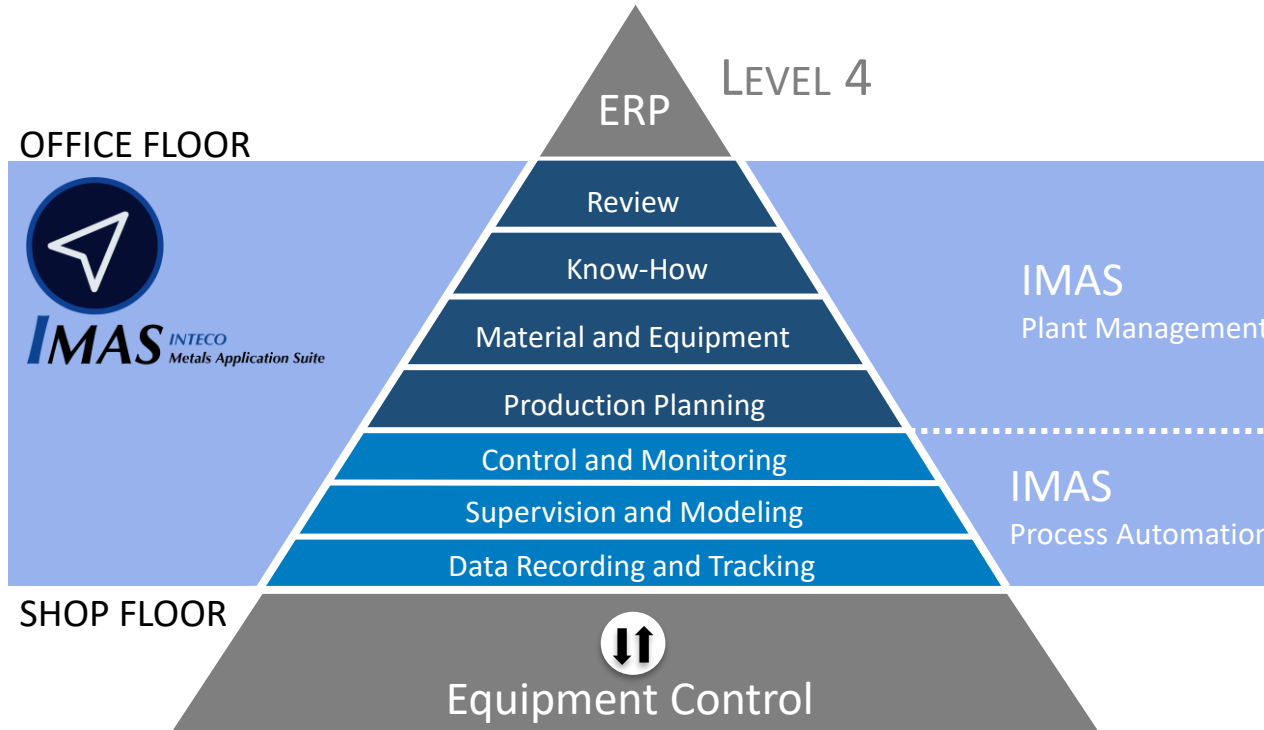 LEVEL 4
ERP
OFFICE FLOOR
Review
Know-How
IMAS
Plant Management
IMAS INTECO
Metals Application Suite
Material and Equipment
Production Planning
Control and Monitoring
IMAS
Process Automation
Supervision and Modeling
Data Recording and Tracking
SHOP FLOOR
Equipment Control